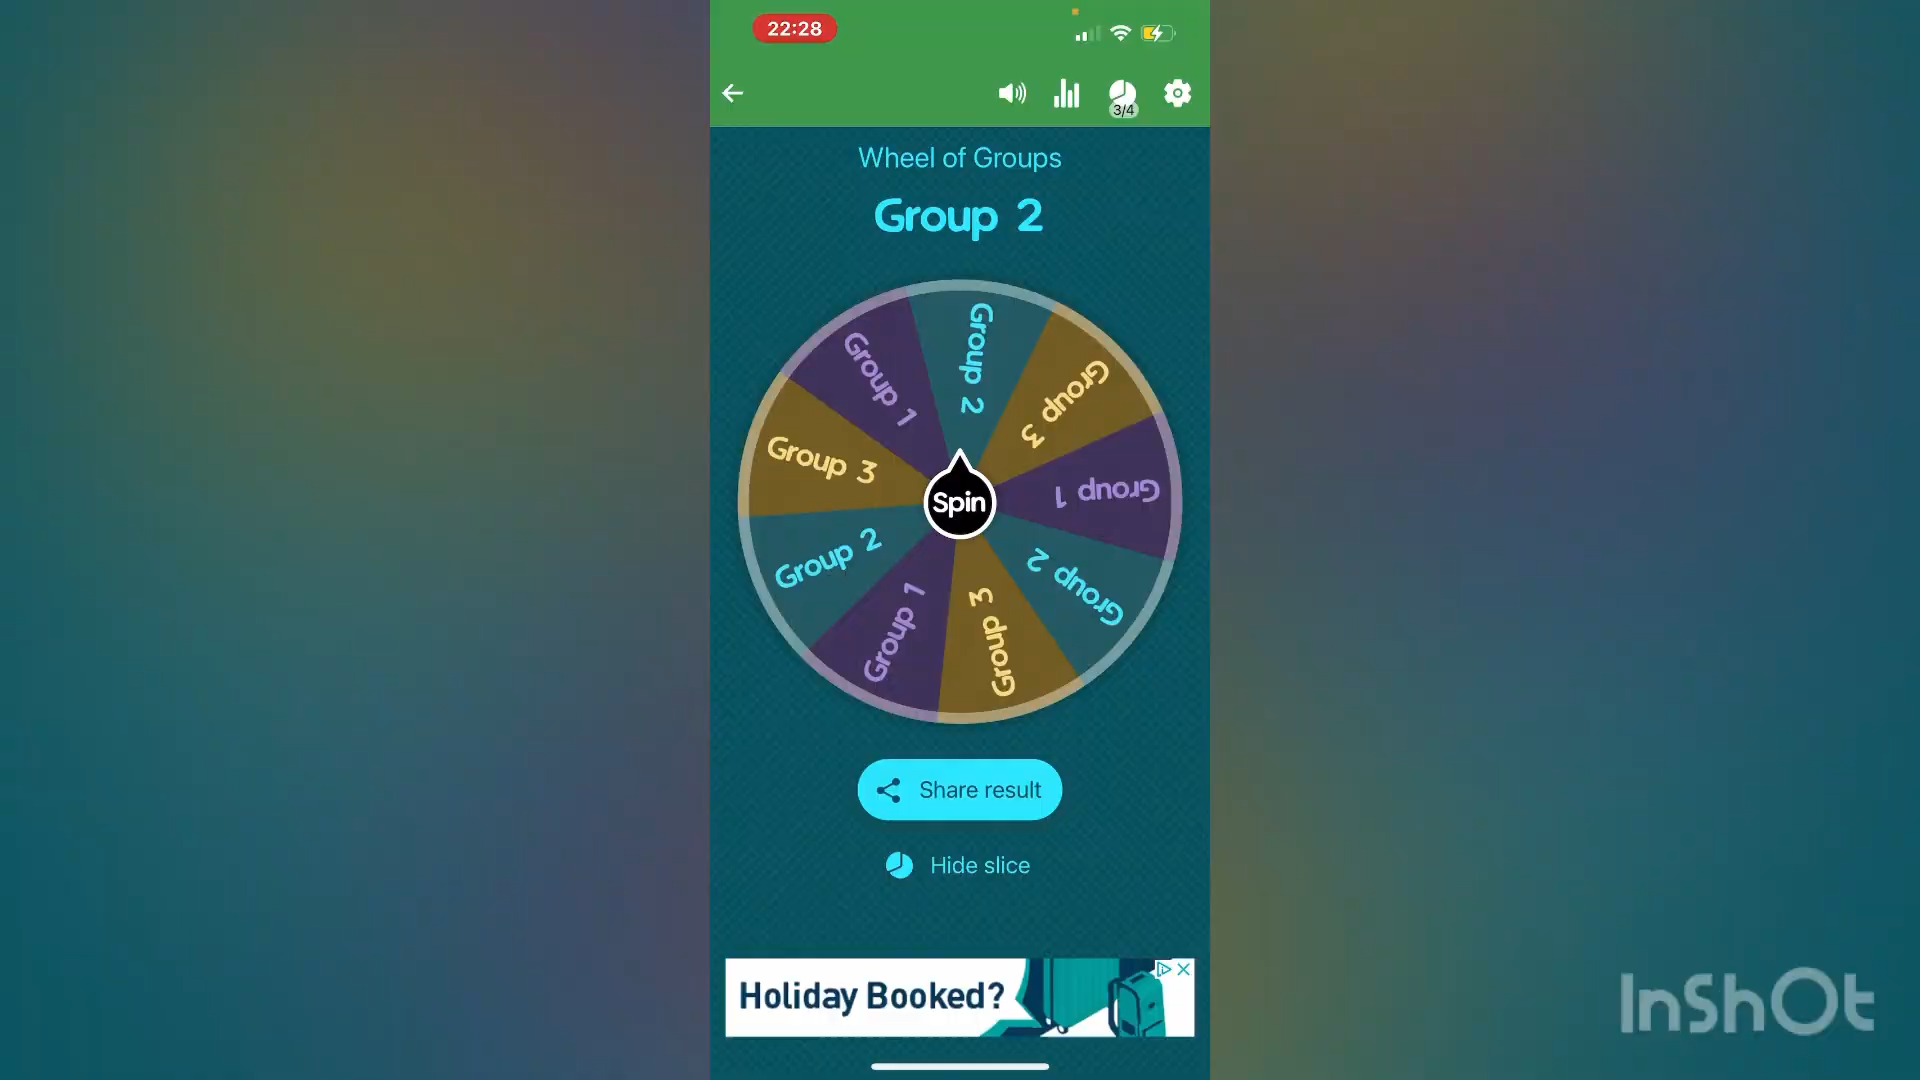 22:28
3/4
Wheel of Groups
Group 2
Group 2
Group 3
Group 1
Group 2
Group 3
Group 1
Group 2
Group 3
Group 1
Spin
Share result
Hide slice
Holiday Booked?
InShOt